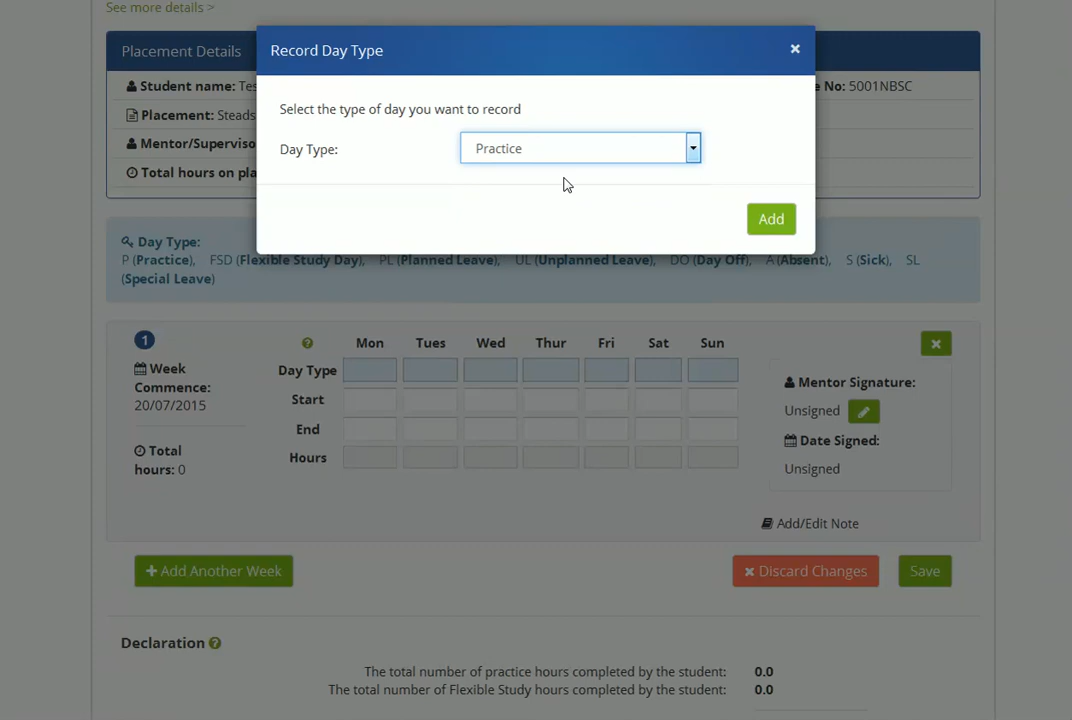 See more details >
Record Day Type
×
Placement Details
Student name: Tes
e No: 5001NBSC
Select the type of day you want to record
Placement: Steads
Day Type:
Practice
Mentor/Superviso
Total hours on pla
Add
Day Type:
P (Practice), FSD (Flexible Study Day), PL (Planned Leave), UL (Unplanned Leave), DO (Day Off), A (Absent), S (Sick), SL
(Special Leave)
1
? Mon Tues Wed Thur Fri Sat Sun
Week
Commence:
20/07/2015
Day Type
Start
End
Hours
Total
hours: 0
Mentor Signature:
Unsigned
Date Signed:
Unsigned
Add/Edit Note
+ Add Another Week
× Discard Changes
Save
Declaration ?
The total number of practice hours completed by the student: 0.0
The total number of Flexible Study hours completed by the student: 0.0